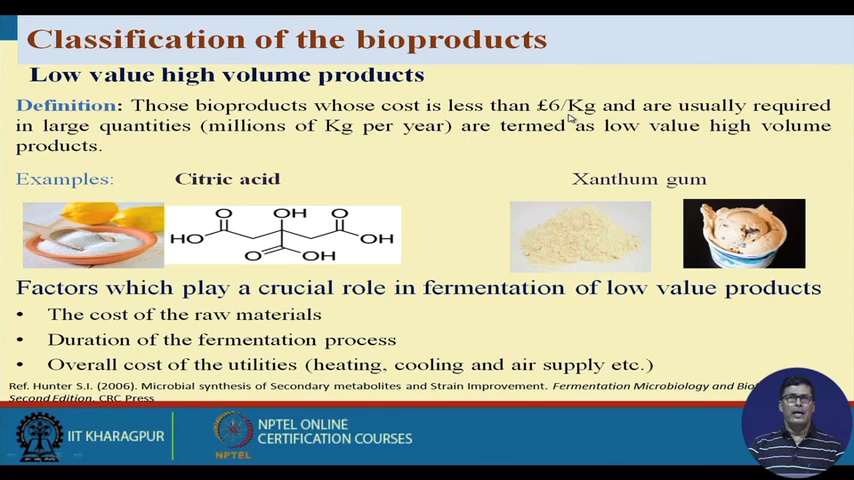 Classification of the bioproducts
Low value high volume products
Definition: Those bioproducts whose cost is less than £6/Kg and are usually required
in large quantities (millions of Kg per year) are termed as low value high volume
products.
Examples: Citric acid Xanthum gum
O OH O
HO OH
O OH
Factors which play a crucial role in fermentation of low value products
• The cost of the raw materials
• Duration of the fermentation process
• Overall cost of the utilities (heating, cooling and air supply etc.)
Ref. Hunter S.I. (2006). Microbial synthesis of Secondary metabolites and Strain Improvement. Fermentation Microbiology and
Second Edition, CRC Press
IIT KHARAGPUR
NPTEL ONLINE
CERTIFICATION COURSES
NPTEL